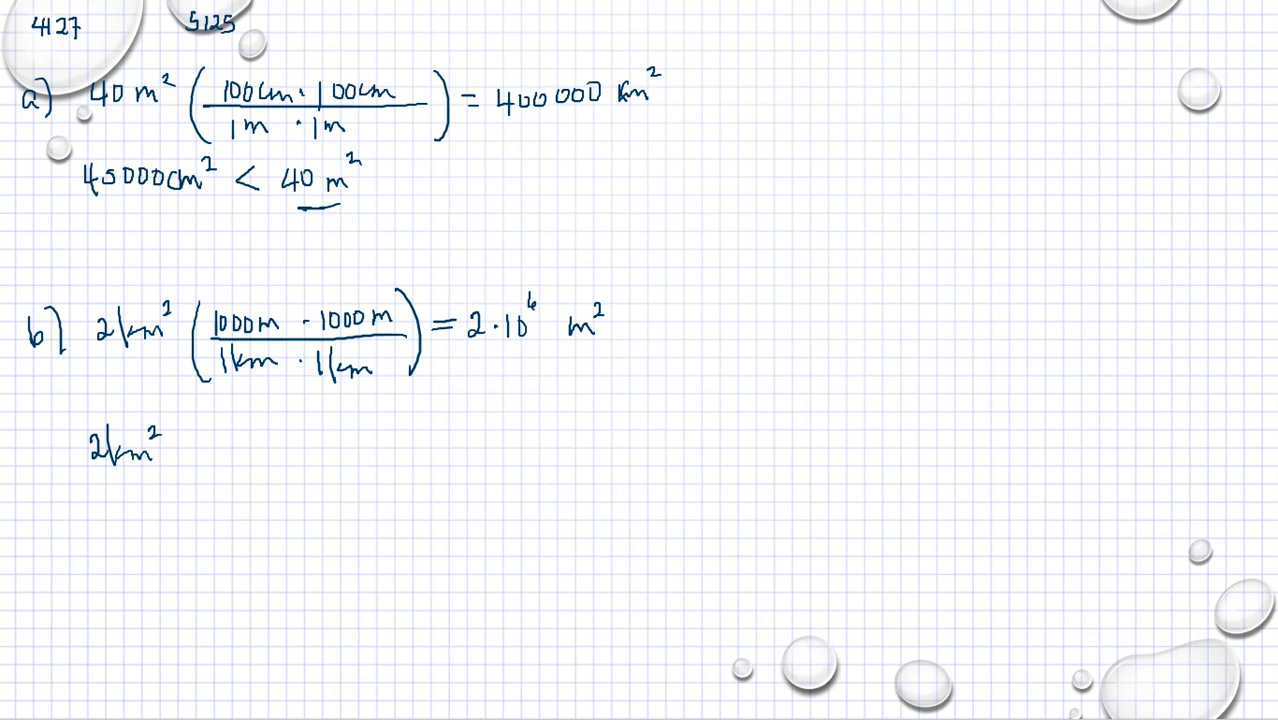 4127 5125
a) 40 m² (100cm · 100cm / 1m · 1m) = 400000 km²
45000cm² < 40 m²
b) 2km² (1000m · 1000m / 1km · 1km) = 2·10⁶ m²
2km²